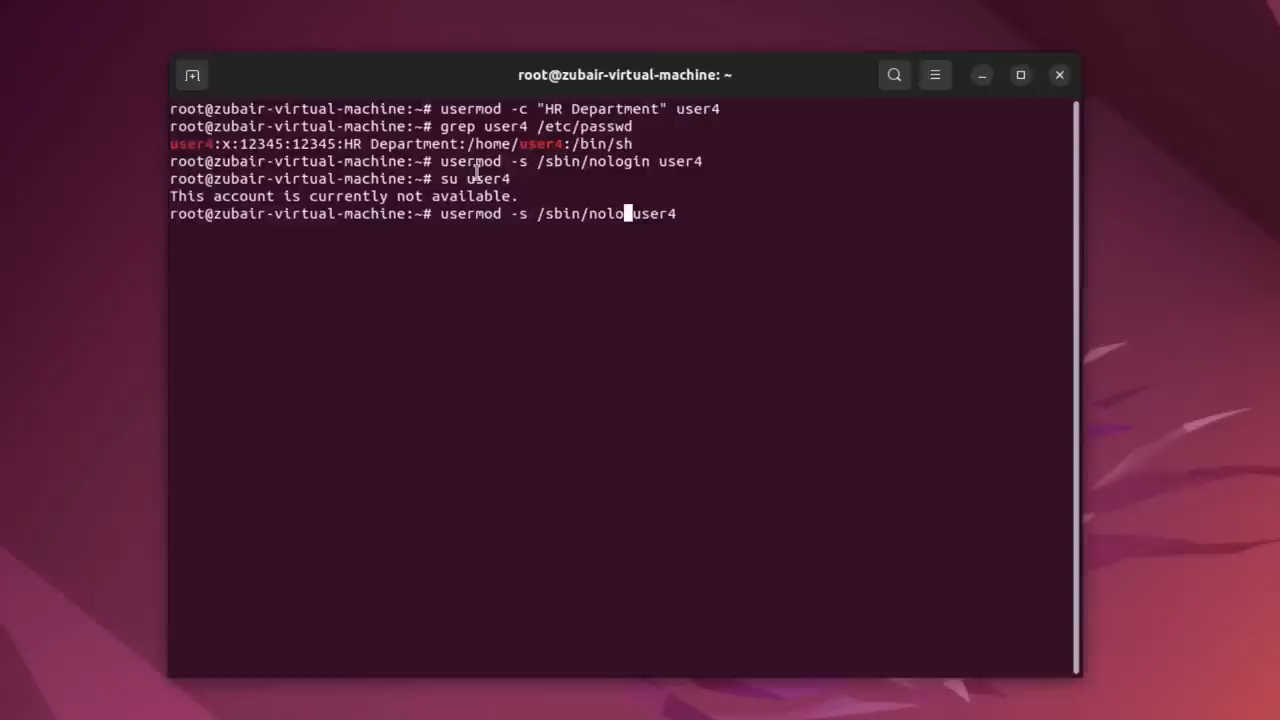 root@zubair-virtual-machine: ~
root@zubair-virtual-machine:~# usermod -c "HR Department" user4
root@zubair-virtual-machine:~# grep user4 /etc/passwd
user4:x:12345:12345:HR Department:/home/user4:/bin/sh
root@zubair-virtual-machine:~# usermod -s /sbin/nologin user4
root@zubair-virtual-machine:~# su user4
This account is currently not available.
root@zubair-virtual-machine:~# usermod -s /sbin/nolo user4